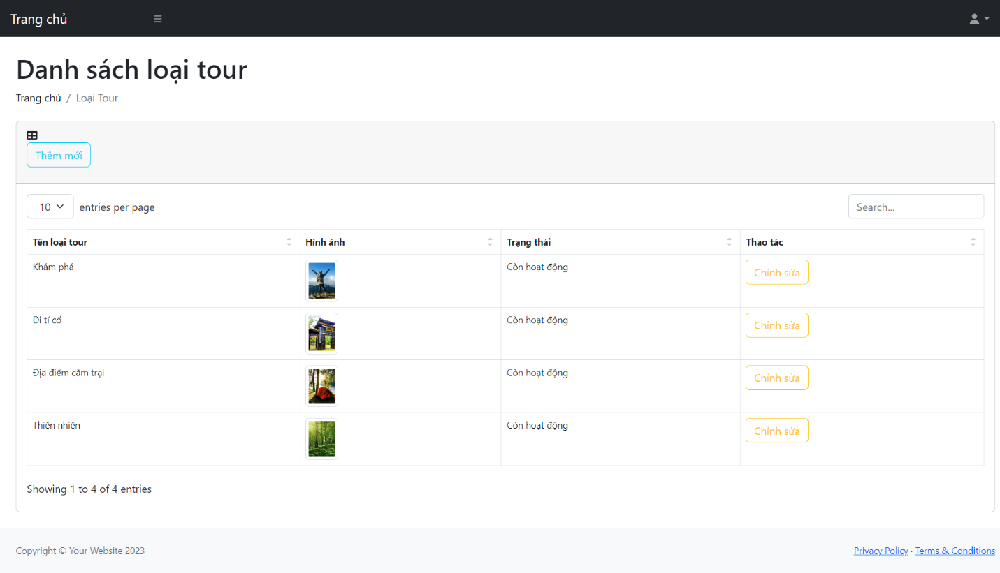 Trang chủ
Danh sách loại tour
Trang chủ / Loại Tour
Thêm mới
10 entries per page
Search...
Tên loại tour Hình ảnh Trạng thái Thao tác
Khám phá Còn hoạt động Chỉnh sửa
Di tí cổ Còn hoạt động Chỉnh sửa
Địa điểm cắm trại Còn hoạt động Chỉnh sửa
Thiên nhiên Còn hoạt động Chỉnh sửa
Showing 1 to 4 of 4 entries
Copyright © Your Website 2023
Privacy Policy · Terms & Conditions